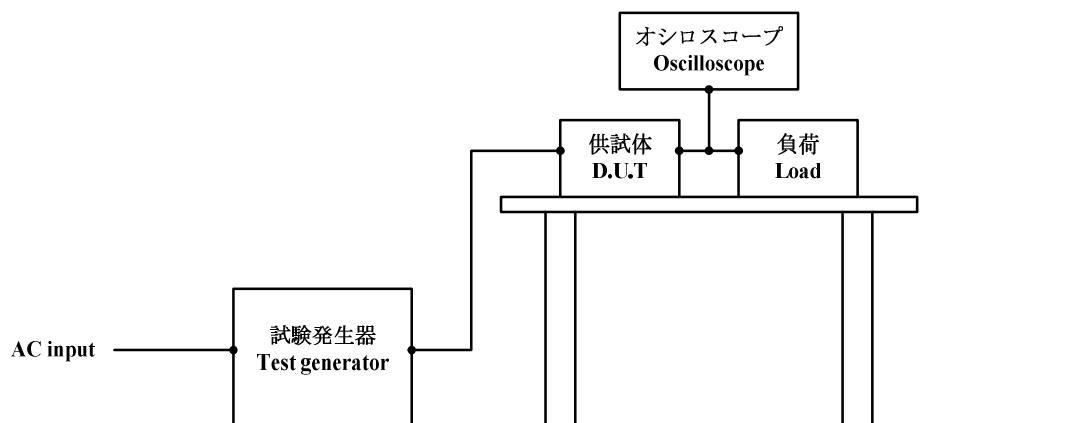 オシロスコープ
Oscilloscope
供試体
D.U.T
負荷
Load
試験発生器
Test generator
AC input